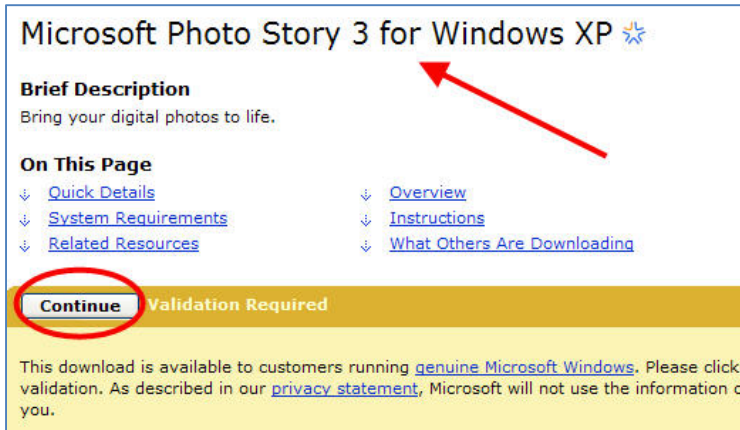 Microsoft Photo Story 3 for Windows XP
Brief Description
Bring your digital photos to life.
On This Page
Quick Details
Overview
System Requirements
Instructions
Related Resources
What Others Are Downloading
Continue Validation Required
This download is available to customers running genuine Microsoft Windows. Please click
validation. As described in our privacy statement, Microsoft will not use the information
you.